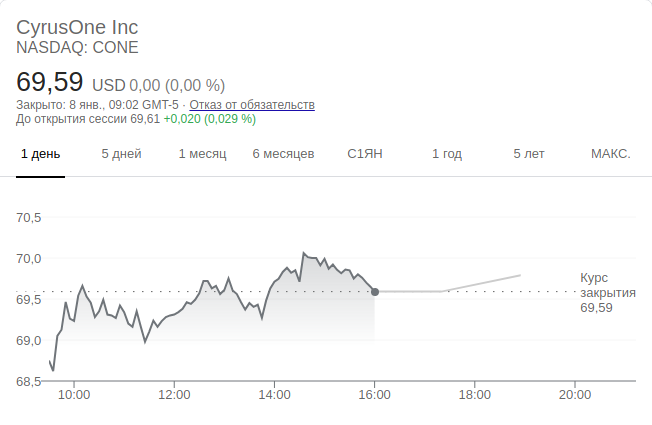 CyrusOne Inc
NASDAQ: CONE
69,59 USD 0,00 (0,00 %)
Закрыто: 8 янв., 09:02 GMT-5 · Отказ от обязательств
До открытия сессии 69,61 +0,020 (0,029 %)
1 день 5 дней 1 месяц 6 месяцев С1ЯН 1 год 5 лет МАКС.
70,5
70,0
69,5
69,0
68,5
Курс
закрытия
69,59
10:00 12:00 14:00 16:00 18:00 20:00